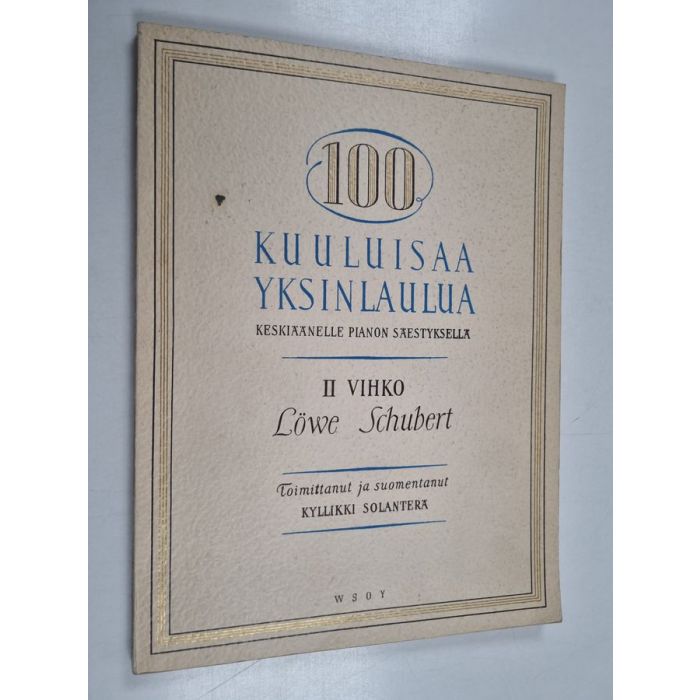 100
KUULUISAA
YKSINLAULUA
KESKIÄÄNELLE PIANON SÄESTYKSELLÄ
II VIHKO
Löwe Schubert
Toimittanut ja suomentanut
KYLLIKKI SOLANTERÄ
WSOY